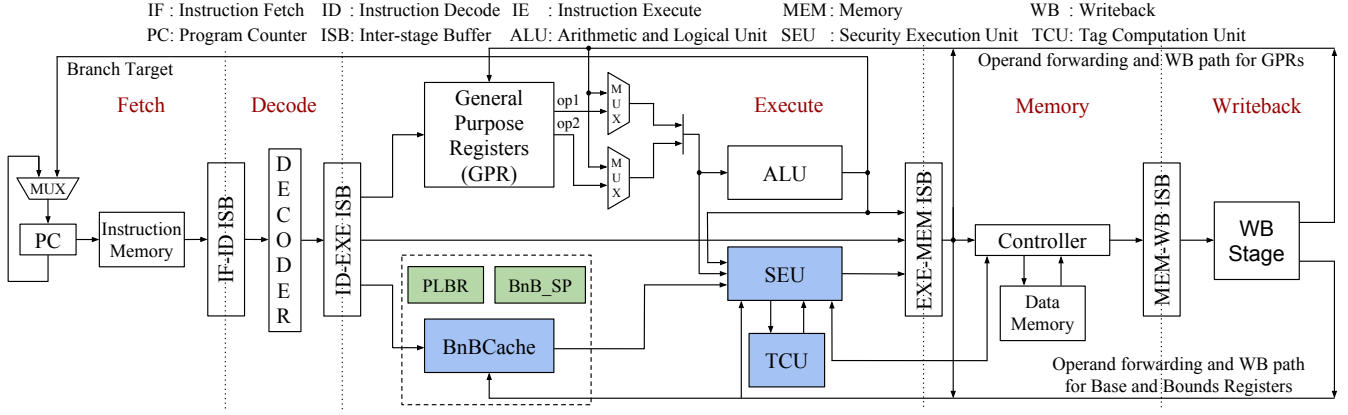 IF : Instruction Fetch ID : Instruction Decode IE : Instruction Execute MEM : Memory WB : Writeback
PC: Program Counter ISB: Inter-stage Buffer ALU: Arithmetic and Logical Unit SEU : Security Execution Unit TCU: Tag Computation Unit
Branch Target
Operand forwarding and WB path for GPRs
Fetch
Decode
Execute
Memory
Writeback
General
Purpose
Registers
(GPR)
op1
op2
MUX
MUX
MUX
PC
Instruction
Memory
IF-ID ISB
DECODER
ID-EXE ISB
ALU
SEU
TCU
PLBR
BnB_SP
BnBCache
EXE-MEM ISB
Controller
Data
Memory
MEM-WB ISB
WB
Stage
Operand forwarding and WB path
for Base and Bounds Registers